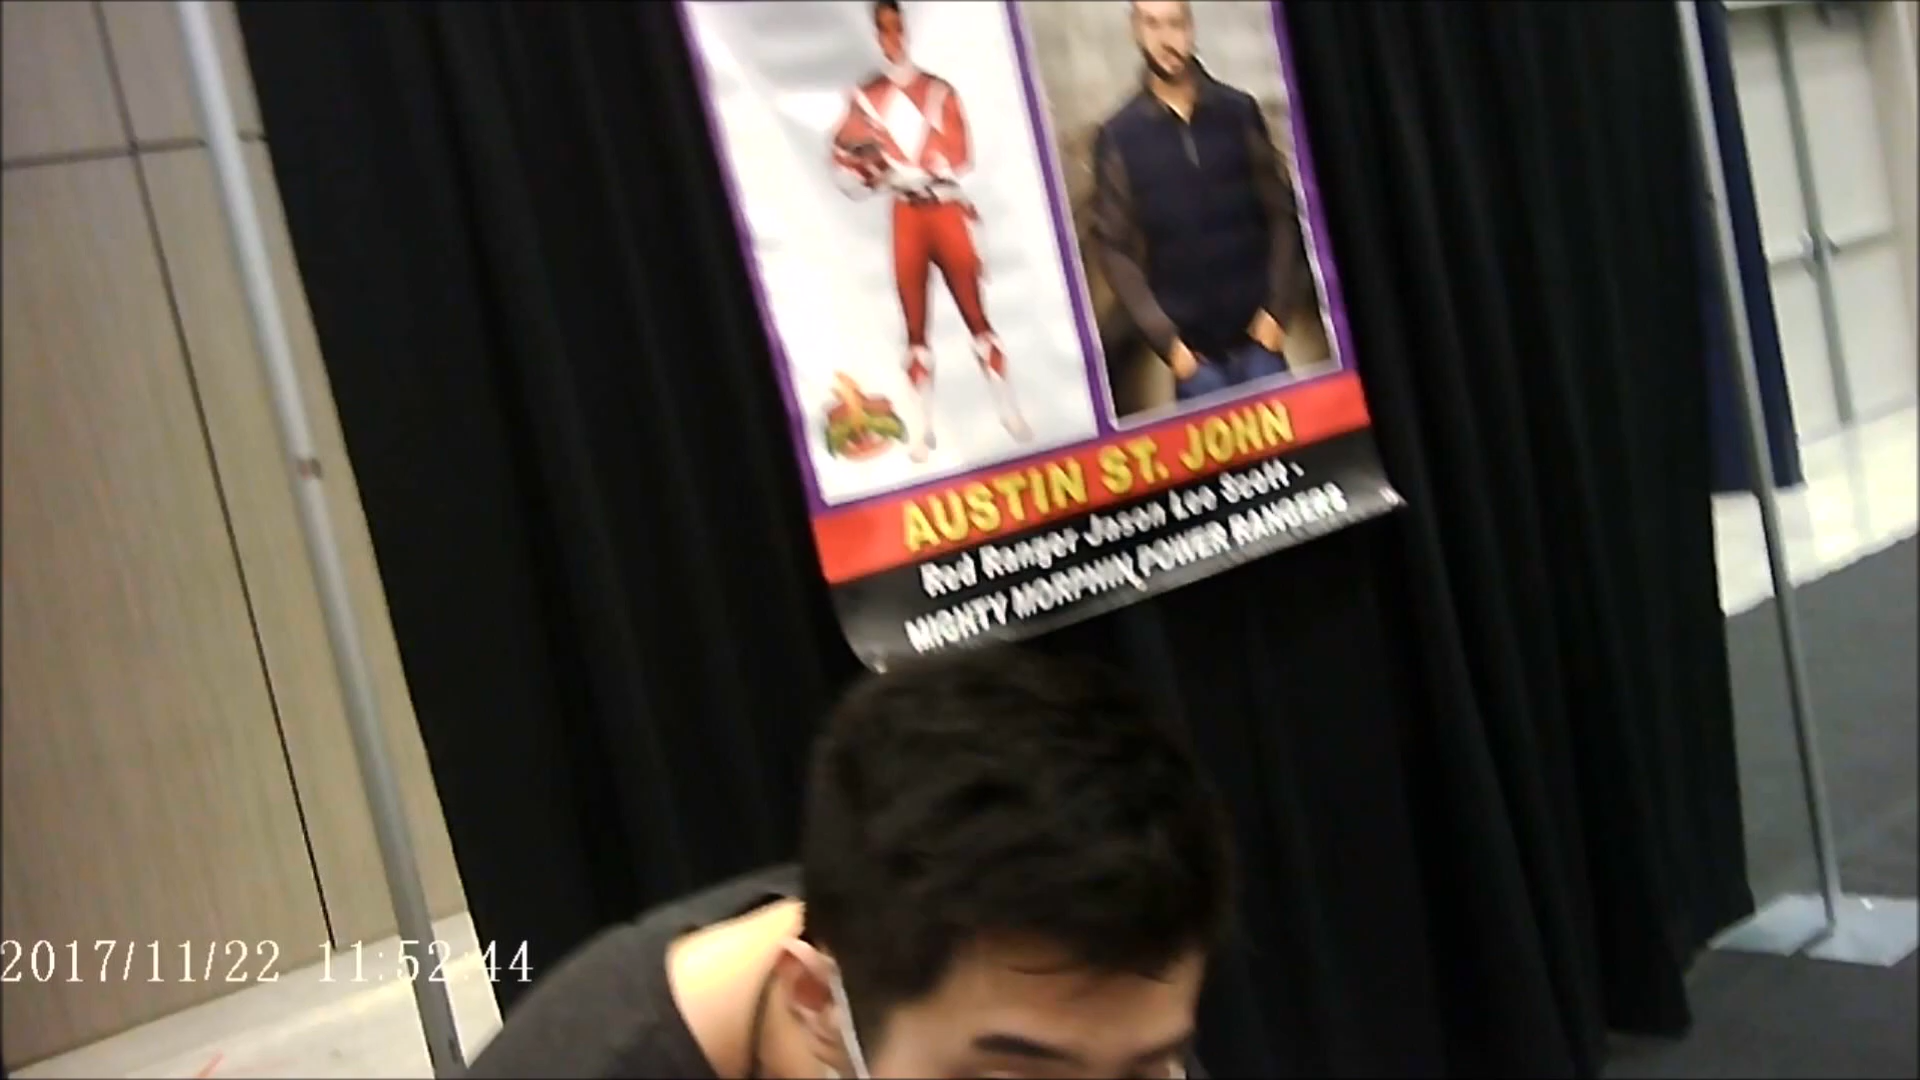 AUSTIN ST. JOHN
Red Ranger Jason Lee Scott .
MIGHTY MORPHIN POWER RANGERS
2017/11/22 11:52:44